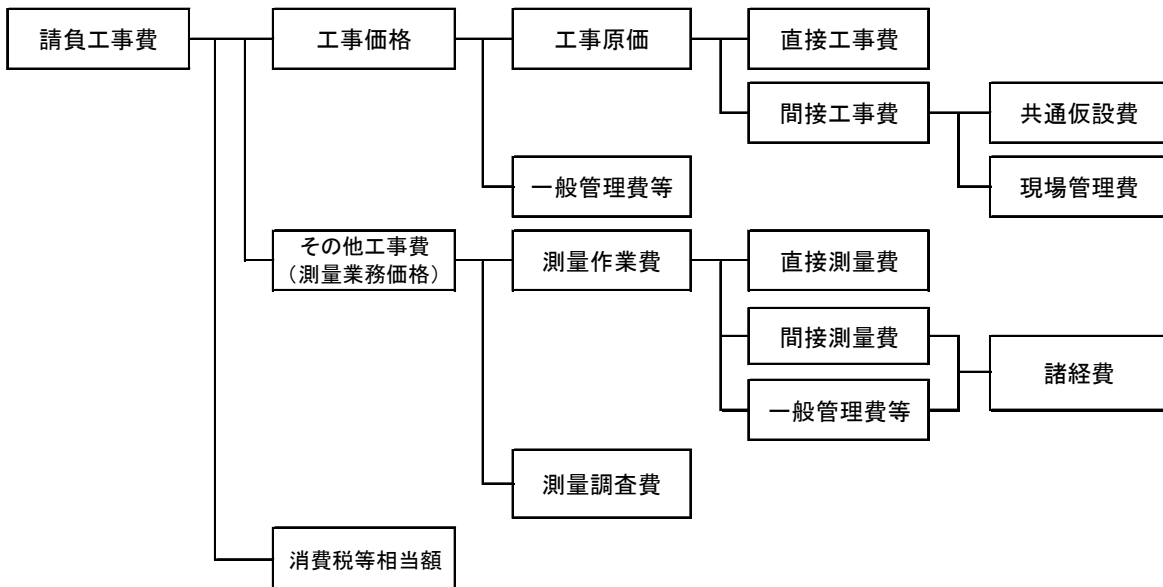 請負工事費
工事価格
工事原価
直接工事費
間接工事費
共通仮設費
一般管理費等
現場管理費
その他工事費
（測量業務価格）
測量作業費
直接測量費
間接測量費
諸経費
一般管理費等
測量調査費
消費税等相当額